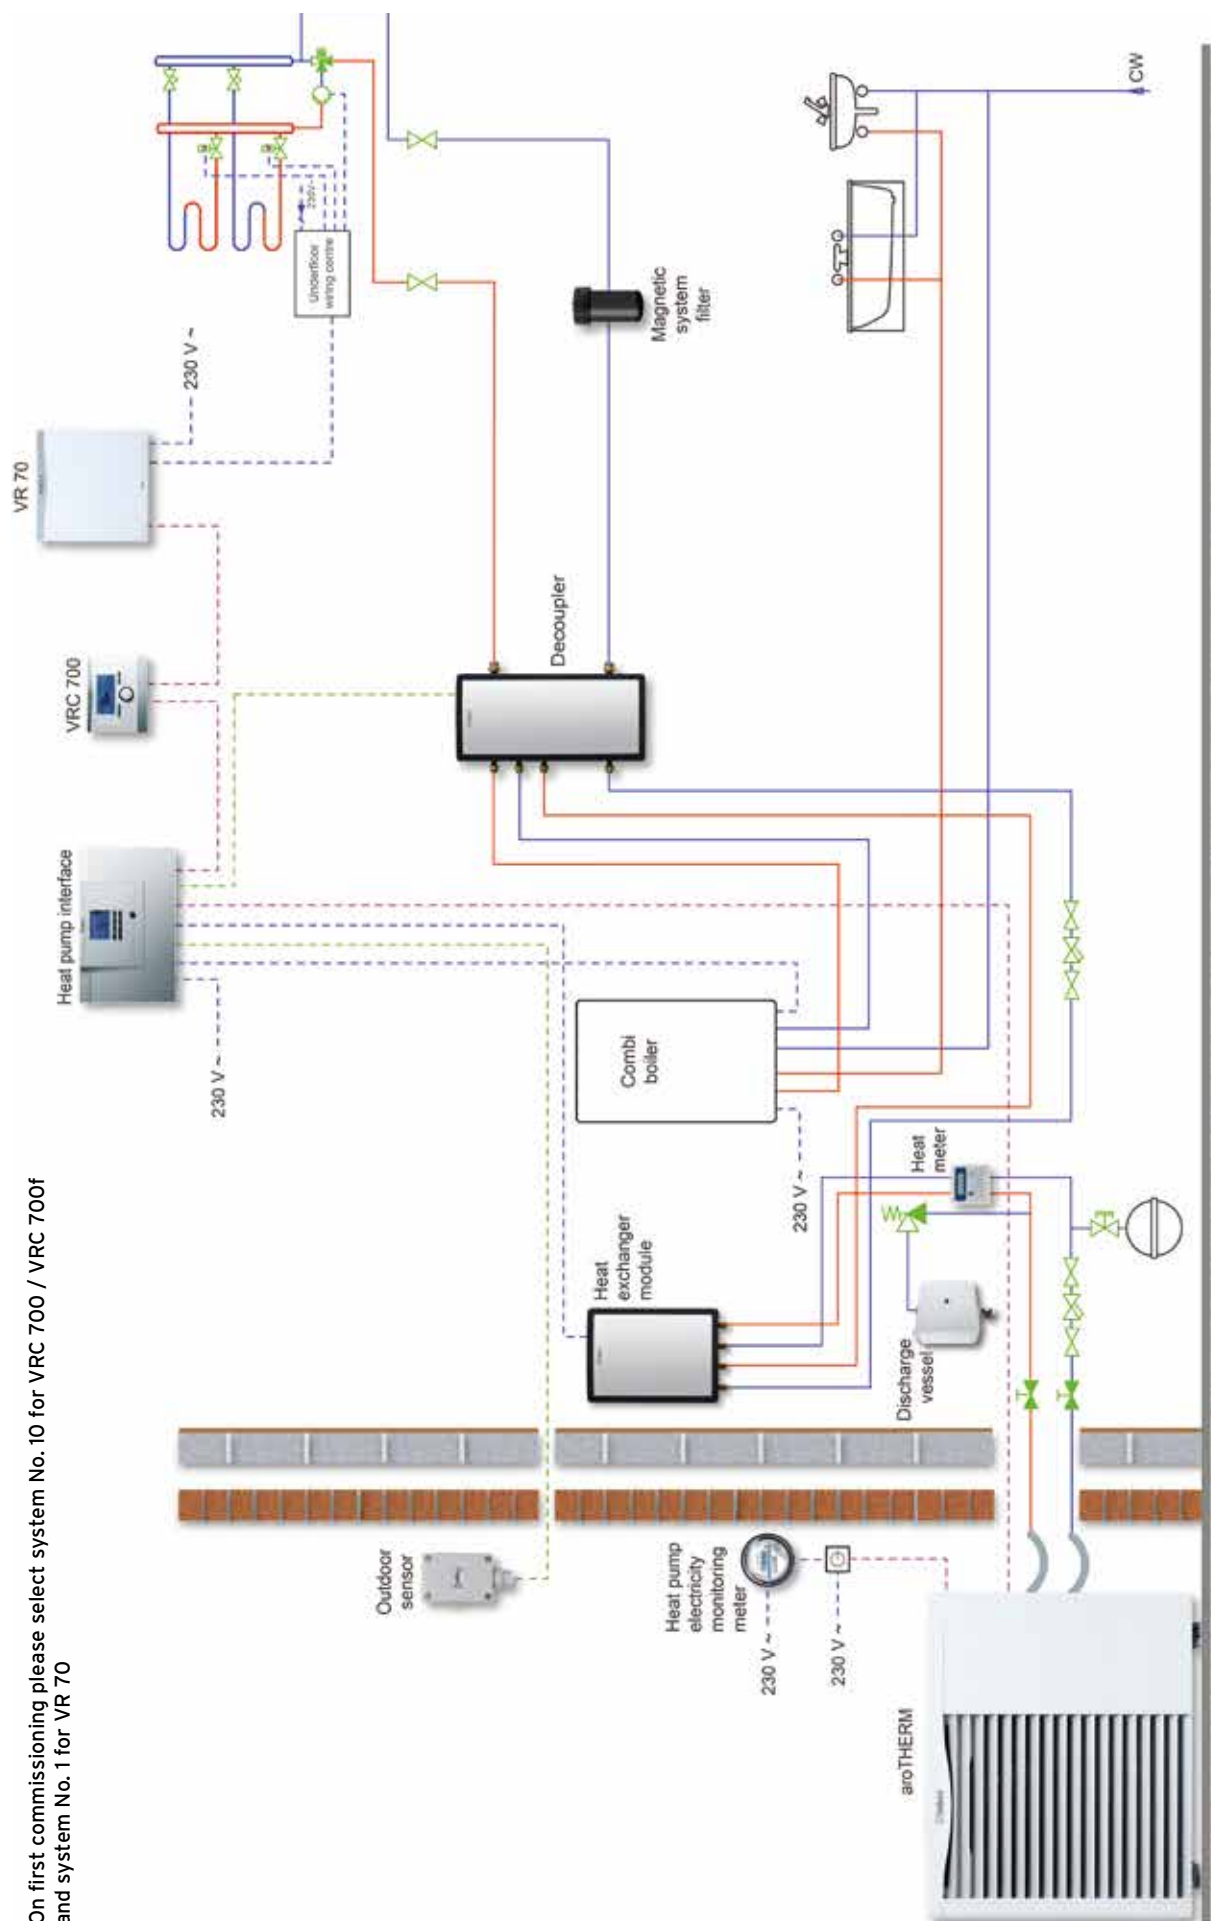 On first commissioning please select system No. 10 for VRC 700 / VRC 700f
and system No. 1 for VR 70
Heat pump interface
VRC 700
VR 70
230 V ~
230 V ~
Underfloor
wiring centre
230V~
Outdoor
sensor
Heat
exchanger
module
Combi
boiler
Decoupler
Magnetic
system
filter
Heat pump
electricity
monitoring
meter
230 V ~
230 V ~
230 V ~
aroTHERM
Discharge
vessel
Heat
meter
CW